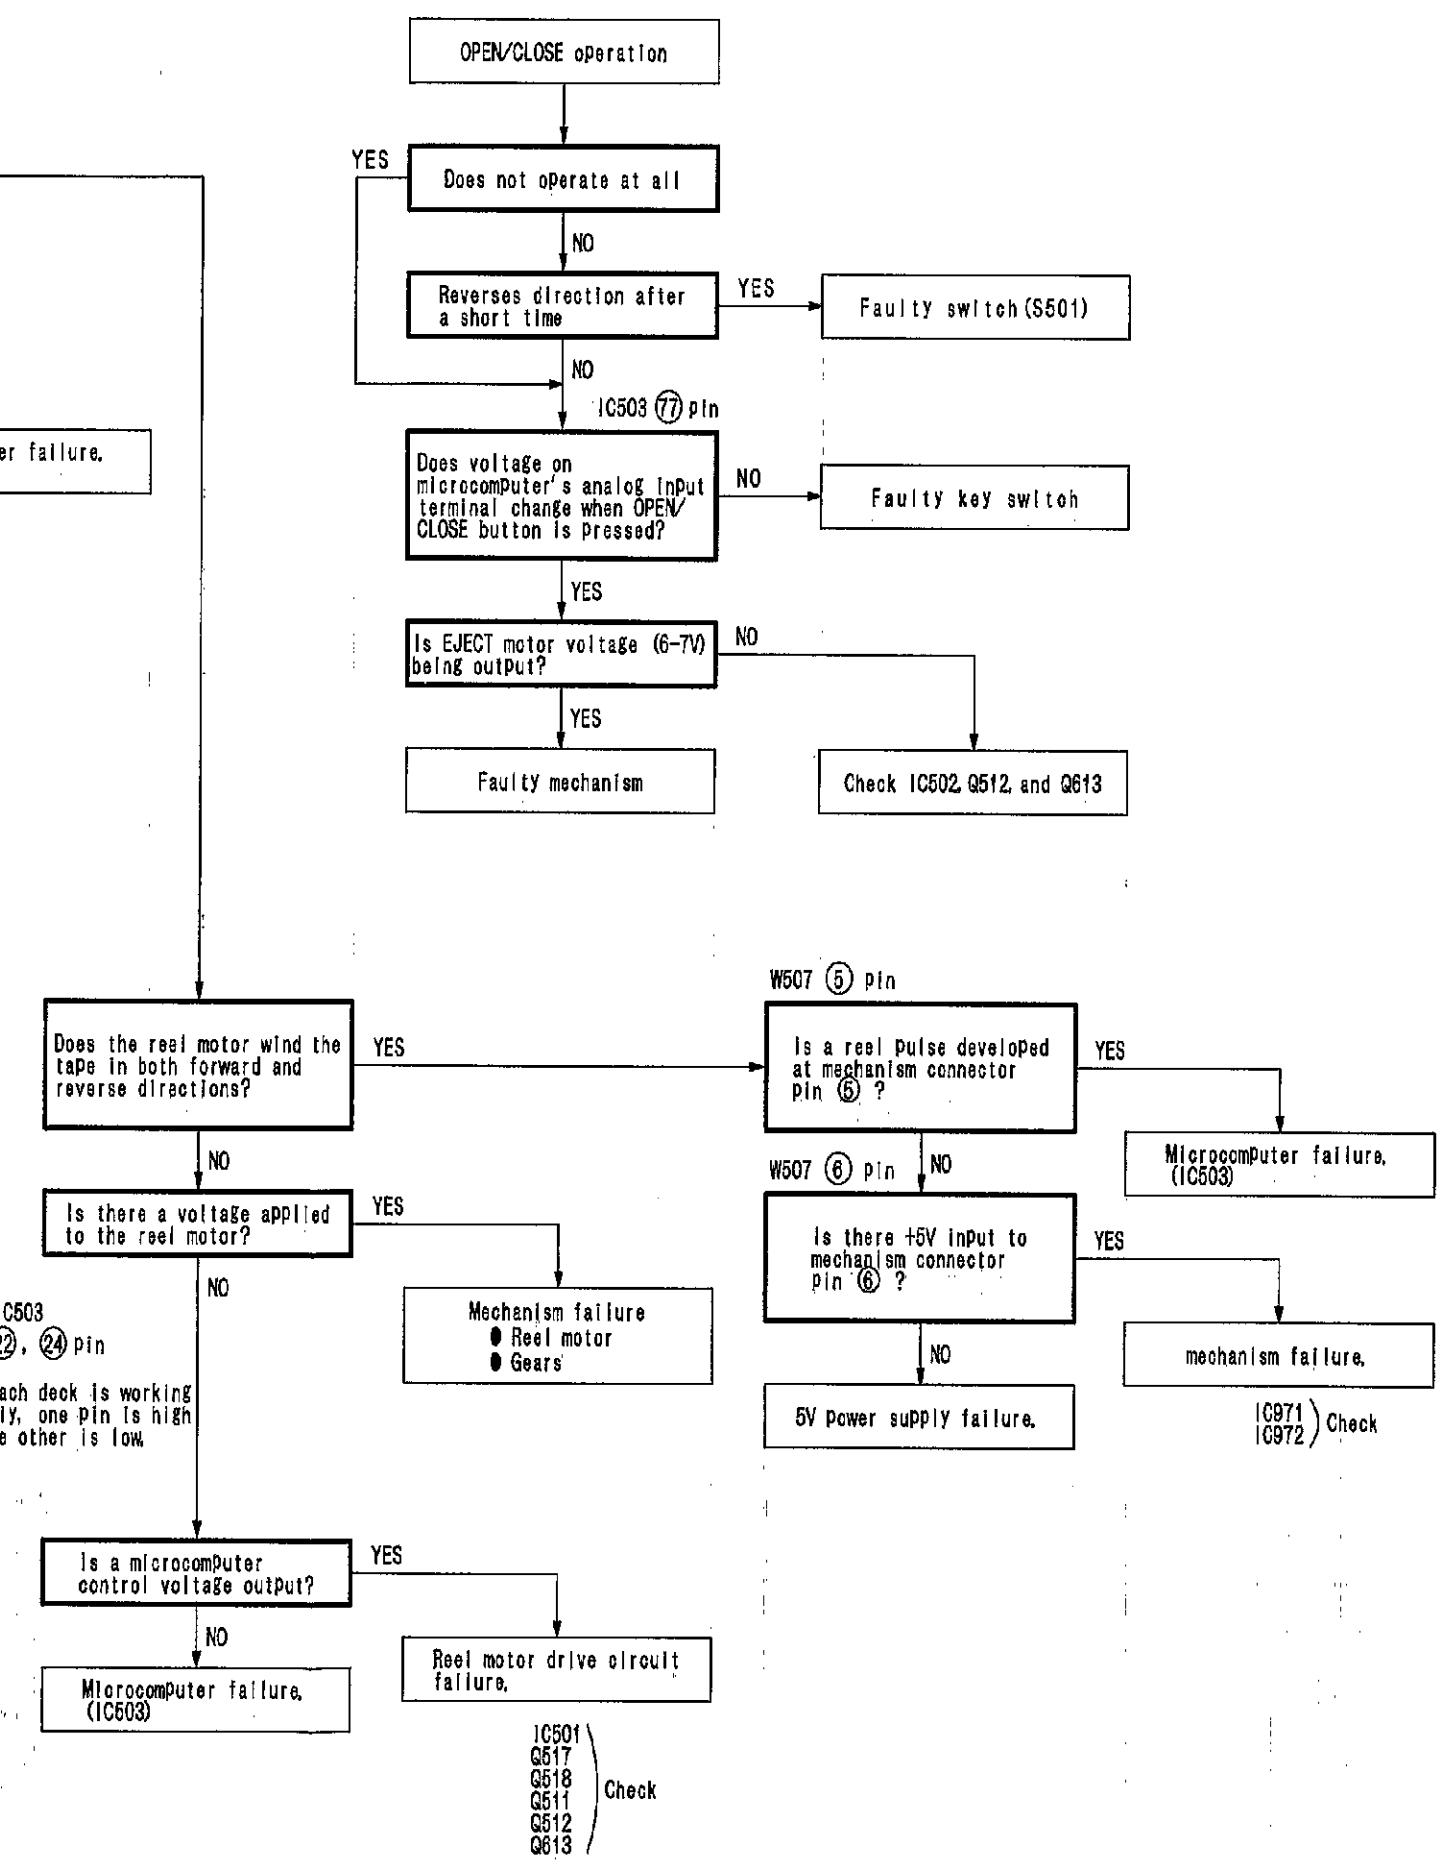 OPEN/CLOSE operation
YES
Does not operate at all
NO
Reverses direction after
a short time
YES
Faulty switch (S501)
NO
IC503 77 pin
er failure.
Does voltage on
microcomputer's analog input
terminal change when OPEN/
CLOSE button is pressed?
NO
Faulty key switch
YES
Is EJECT motor voltage (6-7V)
being output?
NO
YES
Faulty mechanism
Check IC502, Q512, and Q613
W507 5 pin
Does the reel motor wind the
tape in both forward and
reverse directions?
YES
Is a reel pulse developed
at mechanism connector
pin 5 ?
YES
NO
W507 6 pin
NO
Microcomputer failure.
(IC503)
Is there a voltage applied
to the reel motor?
YES
Is there +5V input to
mechanism connector
pin 6 ?
YES
NO
C503
22, 24 pin
Mechanism failure
● Reel motor
● Gears
NO
mechanism failure.
ach deck is working
ly, one pin is high
e other is low.
5V power supply failure.
IC971
IC972
Check
Is a microcomputer
control voltage output?
YES
NO
Reel motor drive circuit
failure.
Microcomputer failure.
(IC503)
IC501
Q517
Q518
Q511
Q512
Q613
Check